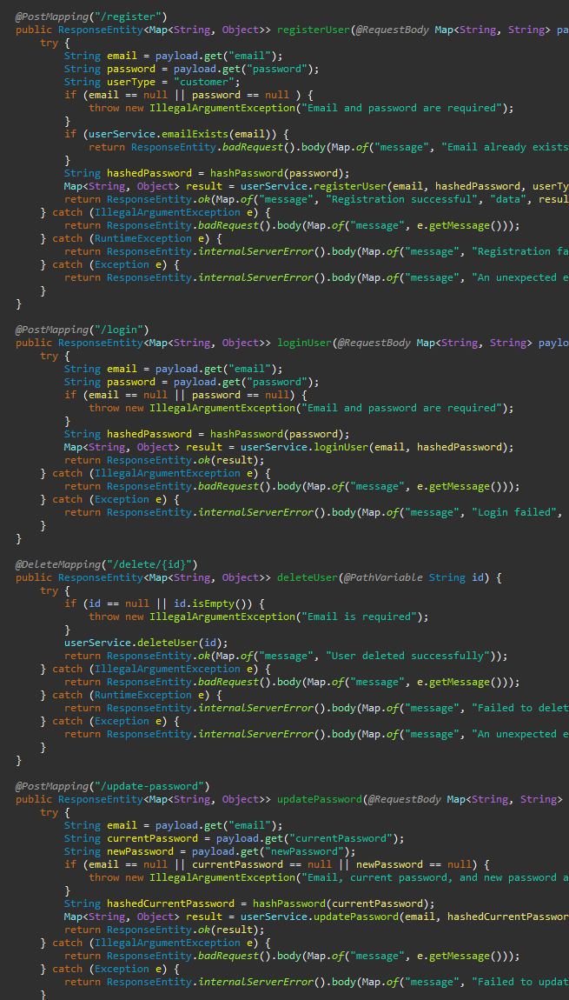 @PostMapping("/register")
public ResponseEntity<Map<String, Object>> registerUser(@RequestBody Map<String, String> pa
try {
String email = payload.get("email");
String password = payload.get("password");
String userType = "customer";
if (email == null || password == null ) {
throw new IllegalArgumentException("Email and password are required");
}
if (userService.emailExists(email)) {
return ResponseEntity.badRequest().body(Map.of("message", "Email already exists
}
String hashedPassword = hashPassword(password);
Map<String, Object> result = userService.registerUser(email, hashedPassword, userTy
return ResponseEntity.ok(Map.of("message", "Registration successful", "data", resul
} catch (IllegalArgumentException e) {
return ResponseEntity.badRequest().body(Map.of("message", e.getMessage()));
} catch (RuntimeException e) {
return ResponseEntity.internalServerError().body(Map.of("message", "Registration fa
} catch (Exception e) {
return ResponseEntity.internalServerError().body(Map.of("message", "An unexpected e
}
}
@PostMapping("/login")
public ResponseEntity<Map<String, Object>> loginUser(@RequestBody Map<String, String> paylo
try {
String email = payload.get("email");
String password = payload.get("password");
if (email == null || password == null) {
throw new IllegalArgumentException("Email and password are required");
}
String hashedPassword = hashPassword(password);
Map<String, Object> result = userService.loginUser(email, hashedPassword);
return ResponseEntity.ok(result);
} catch (IllegalArgumentException e) {
return ResponseEntity.badRequest().body(Map.of("message", e.getMessage()));
} catch (Exception e) {
return ResponseEntity.internalServerError().body(Map.of("message", "Login failed",
}
}
@DeleteMapping("/delete/{id}")
public ResponseEntity<Map<String, Object>> deleteUser(@PathVariable String id) {
try {
if (id == null || id.isEmpty()) {
throw new IllegalArgumentException("Email is required");
}
userService.deleteUser(id);
return ResponseEntity.ok(Map.of("message", "User deleted successfully"));
} catch (IllegalArgumentException e) {
return ResponseEntity.badRequest().body(Map.of("message", e.getMessage()));
} catch (RuntimeException e) {
return ResponseEntity.internalServerError().body(Map.of("message", "Failed to delet
} catch (Exception e) {
return ResponseEntity.internalServerError().body(Map.of("message", "An unexpected e
}
}
@PostMapping("/update-password")
public ResponseEntity<Map<String, Object>> updatePassword(@RequestBody Map<String, String>
try {
String email = payload.get("email");
String currentPassword = payload.get("currentPassword");
String newPassword = payload.get("newPassword");
if (email == null || currentPassword == null || newPassword == null) {
throw new IllegalArgumentException("Email, current password, and new password a
}
String hashedCurrentPassword = hashPassword(currentPassword);
Map<String, Object> result = userService.updatePassword(email, hashedCurrentPasswor
return ResponseEntity.ok(result);
} catch (IllegalArgumentException e) {
return ResponseEntity.badRequest().body(Map.of("message", e.getMessage()));
} catch (Exception e) {
return ResponseEntity.internalServerError().body(Map.of("message", "Failed to updat
}